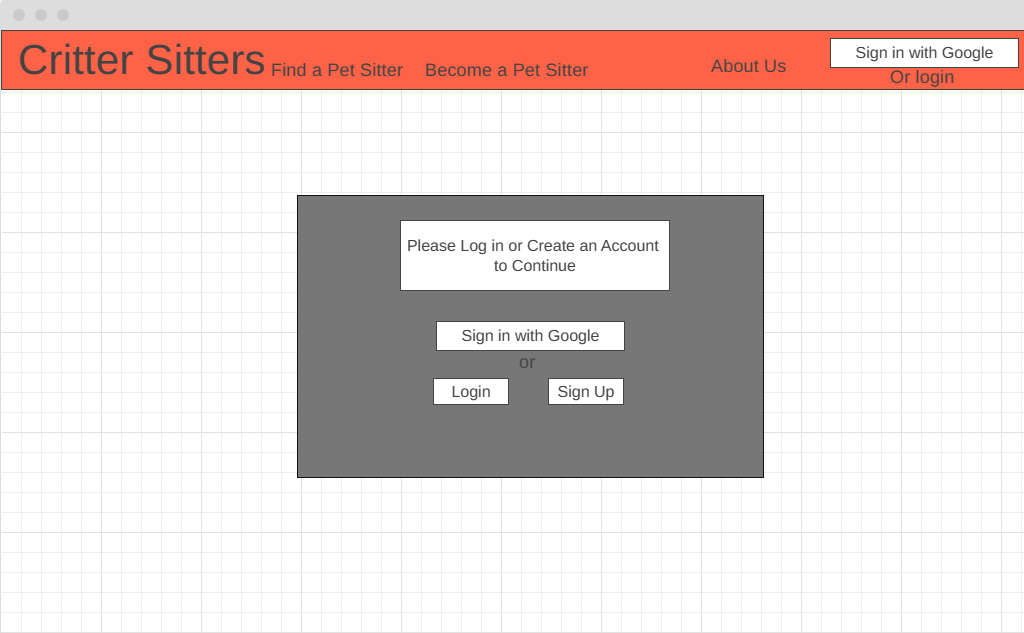 Critter Sitters
Find a Pet Sitter
Become a Pet Sitter
About Us
Sign in with Google
Or login
Please Log in or Create an Account
to Continue
Sign in with Google
or
Login
Sign Up